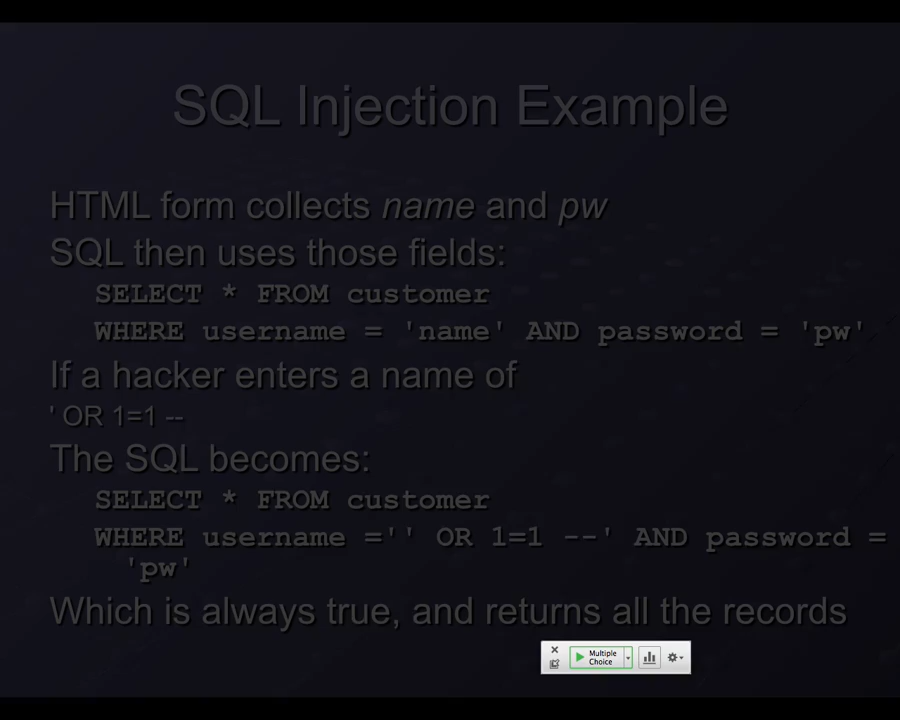 SQL Injection Example
HTML form collects name and pw
SQL then uses those fields:
SELECT * FROM customer
WHERE username = 'name' AND password = 'pw'
If a hacker enters a name of
' OR 1=1 --
The SQL becomes:
SELECT * FROM customer
WHERE username ='' OR 1=1 --' AND password =
'pw'
Which is always true, and returns all the records
Multiple
Choice